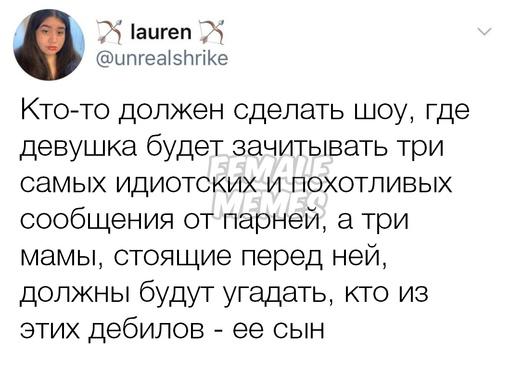 lauren
@unrealshrike
Кто-то должен сделать шоу, где
девушка будет зачитывать три
самых идиотских и похотливых
сообщения от парней, а три
мамы, стоящие перед ней,
должны будут угадать, кто из
этих дебилов - ее сын
FEMALE
MEMES